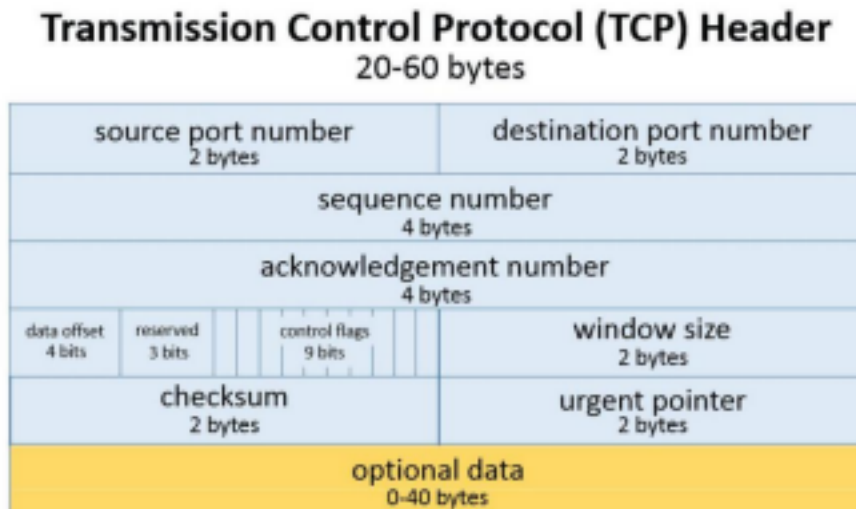 Transmission Control Protocol (TCP) Header
20-60 bytes
source port number
2 bytes
destination port number
2 bytes
sequence number
4 bytes
acknowledgement number
4 bytes
data offset
4 bits
reserved
3 bits
control flags
9 bits
window size
2 bytes
checksum
2 bytes
urgent pointer
2 bytes
optional data
0-40 bytes